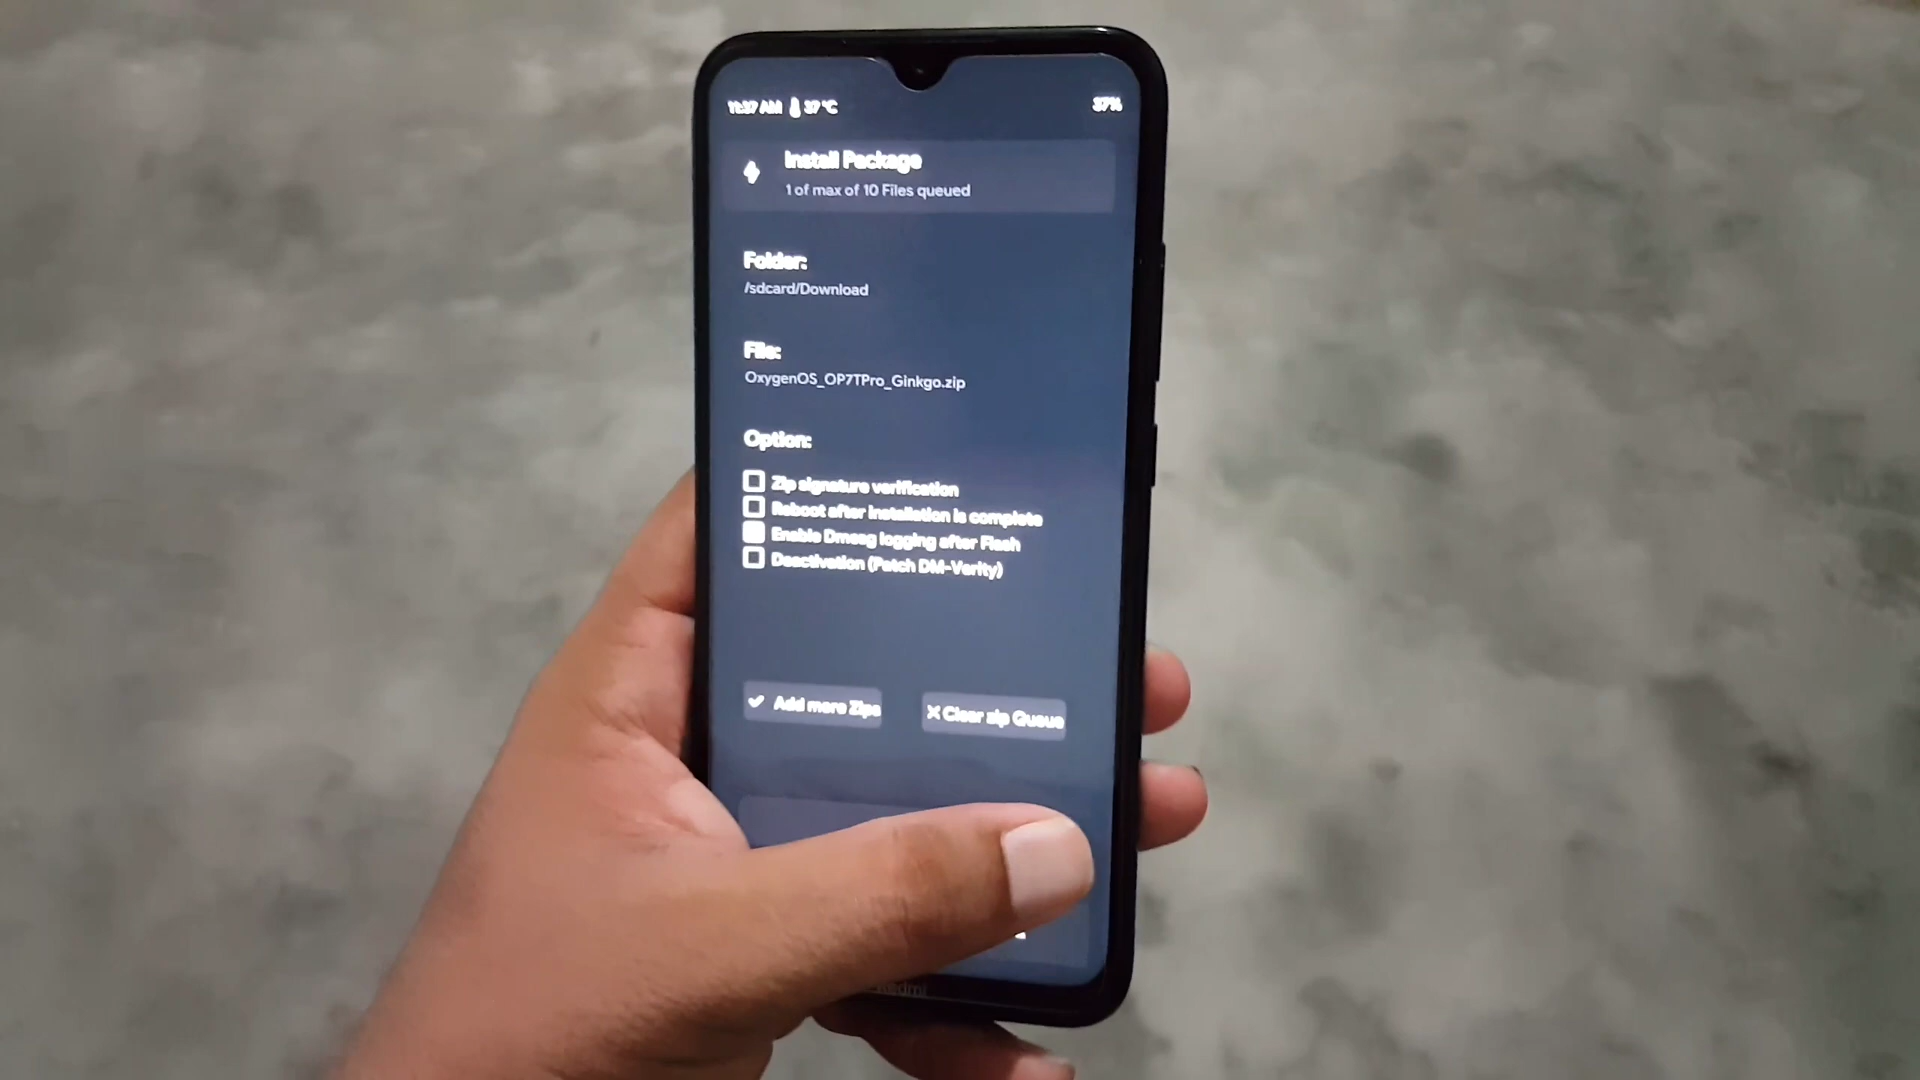 11:37 AM 37 °C
37%
Install Package
1 of max of 10 Files queued
Folder:
/sdcard/Download
File:
OxygenOS_OP7TPro_Ginkgo.zip
Option:
Zip signature verification
Reboot after installation is complete
Enable Dmesg logging after Flash
Deactivation (Patch DM-Verity)
Add more Zips
Clear zip Queue
Redmi